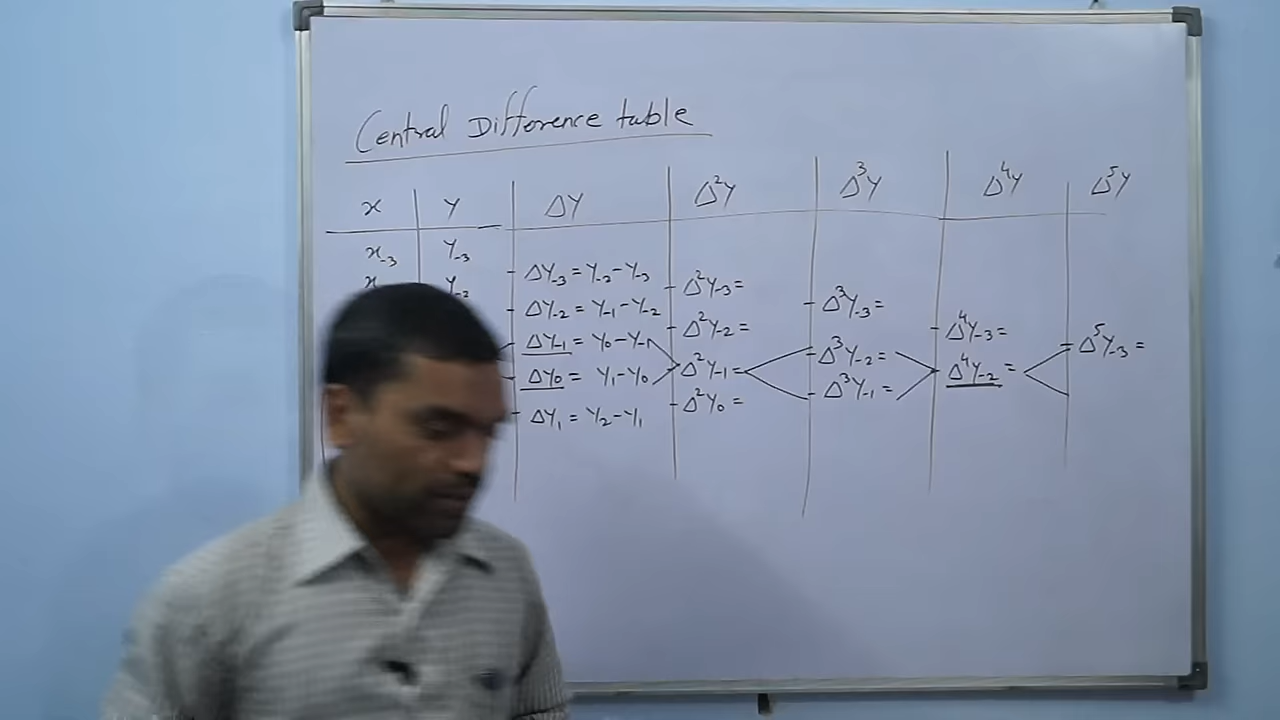 Central Difference table
x Y ΔY Δ²Y Δ³Y Δ⁴Y Δ⁵Y
x₋₃ Y₋₃
ΔY₋₃ = Y₋₂ - Y₋₃ Δ²Y₋₃ =
x Y₋₂
ΔY₋₂ = Y₋₁ - Y₋₂ Δ²Y₋₂ = Δ³Y₋₃ =
ΔY₋₁ = Y₀ - Y₋₁ Δ²Y₋₁ = Δ³Y₋₂ = Δ⁴Y₋₃ = Δ⁵Y₋₃ =
ΔY₀ = Y₁ - Y₀ Δ²Y₀ = Δ³Y₋₁ = Δ⁴Y₋₂ =
ΔY₁ = Y₂ - Y₁